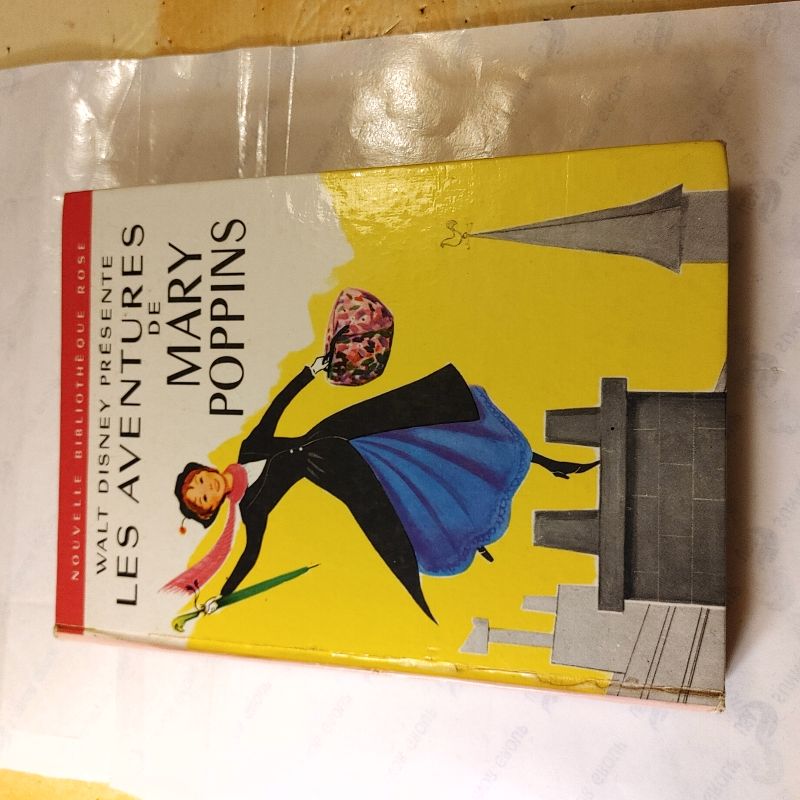 NOUVELLE BIBLIOTHÈQUE ROSE
WALT DISNEY PRÉSENTE
LES AVENTURES
DE
MARY
POPPINS